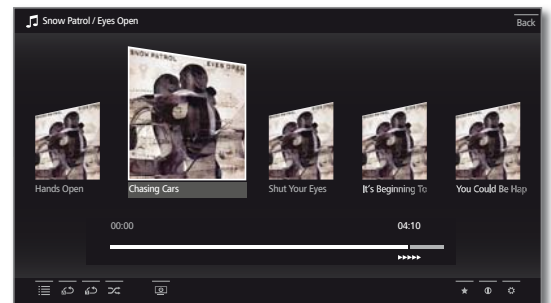 Snow Patrol / Eyes Open
Back
SNOW PATROL EYES OPEN
Hands Open
Chasing Cars
Shut Your Eyes
It's Beginning To
You Could Be Hap
00:00
04:10